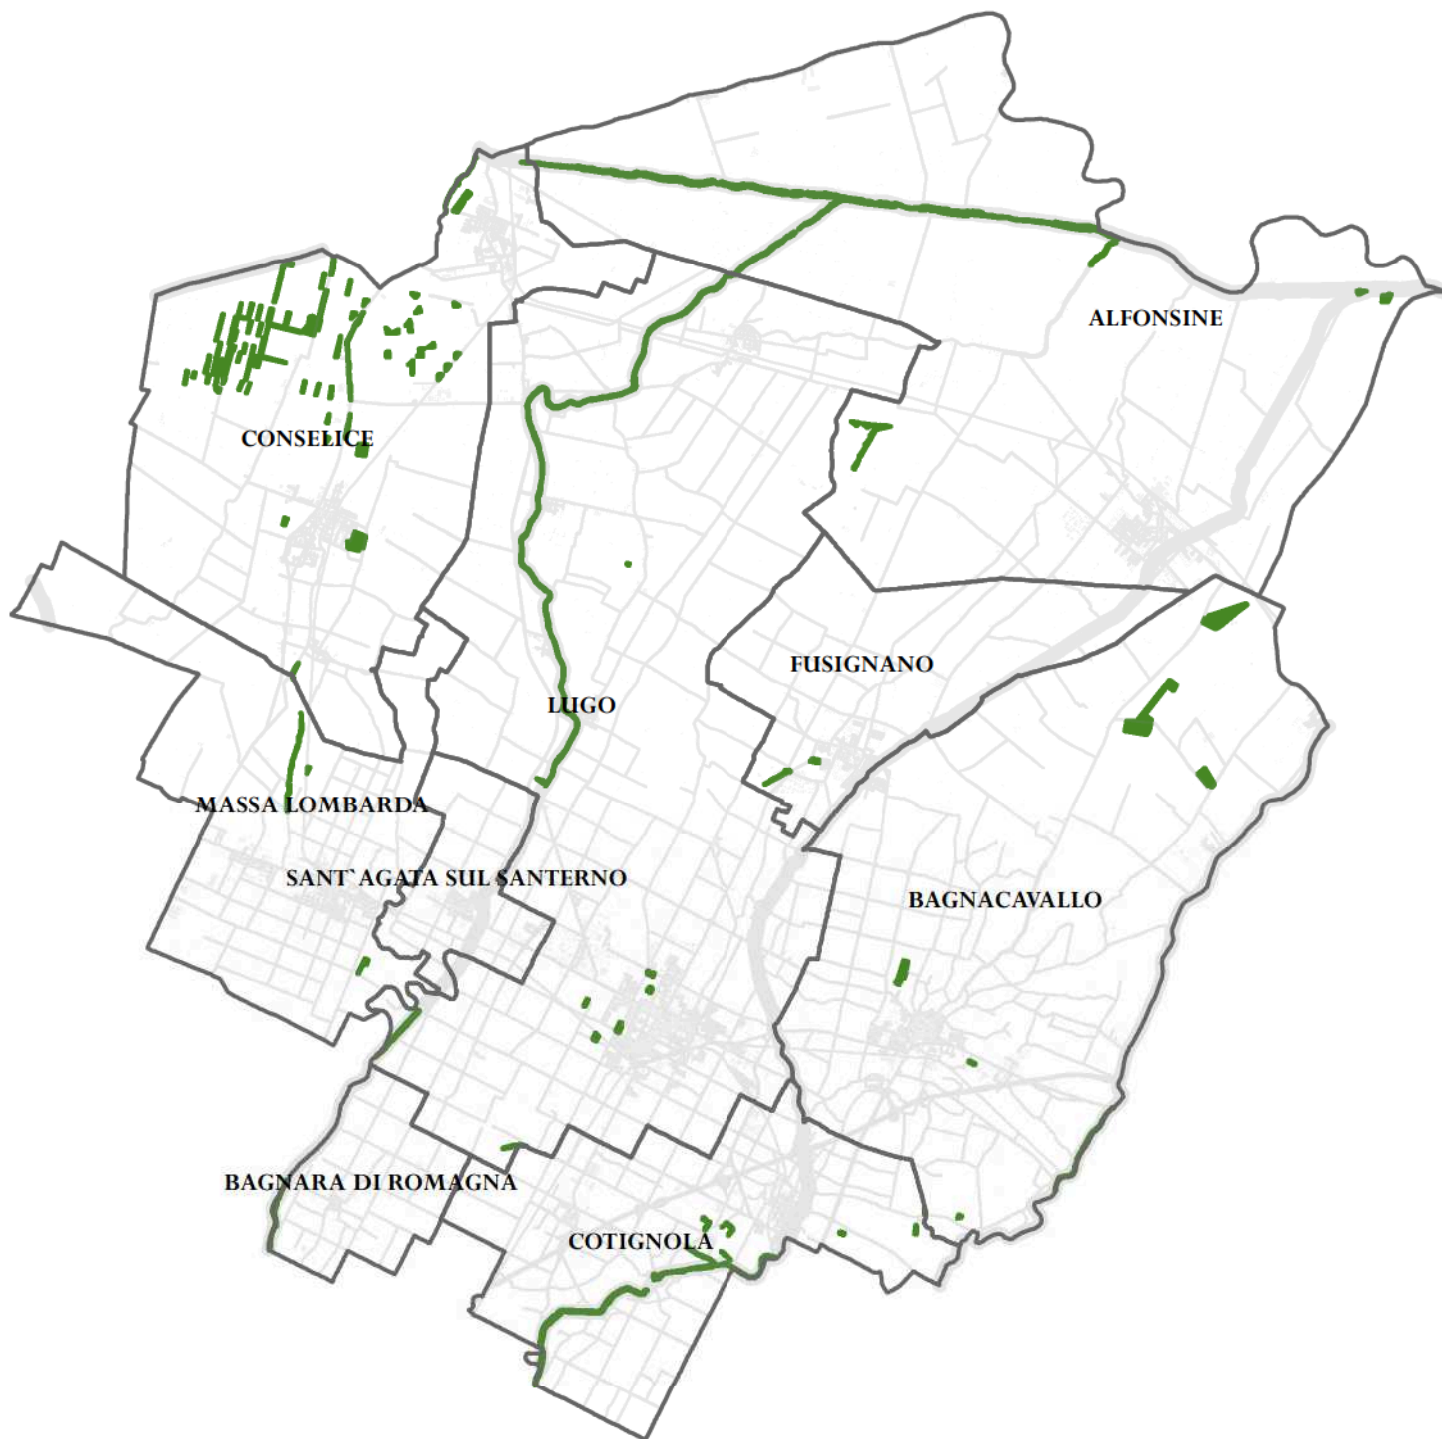 ALFONSINE
CONSELICE
FUSIGNANO
LUGO
MASSA LOMBARDA
SANT`AGATA SUL SANTERNO
BAGNACAVALLO
BAGNARA DI ROMAGNA
COTIGNOLA